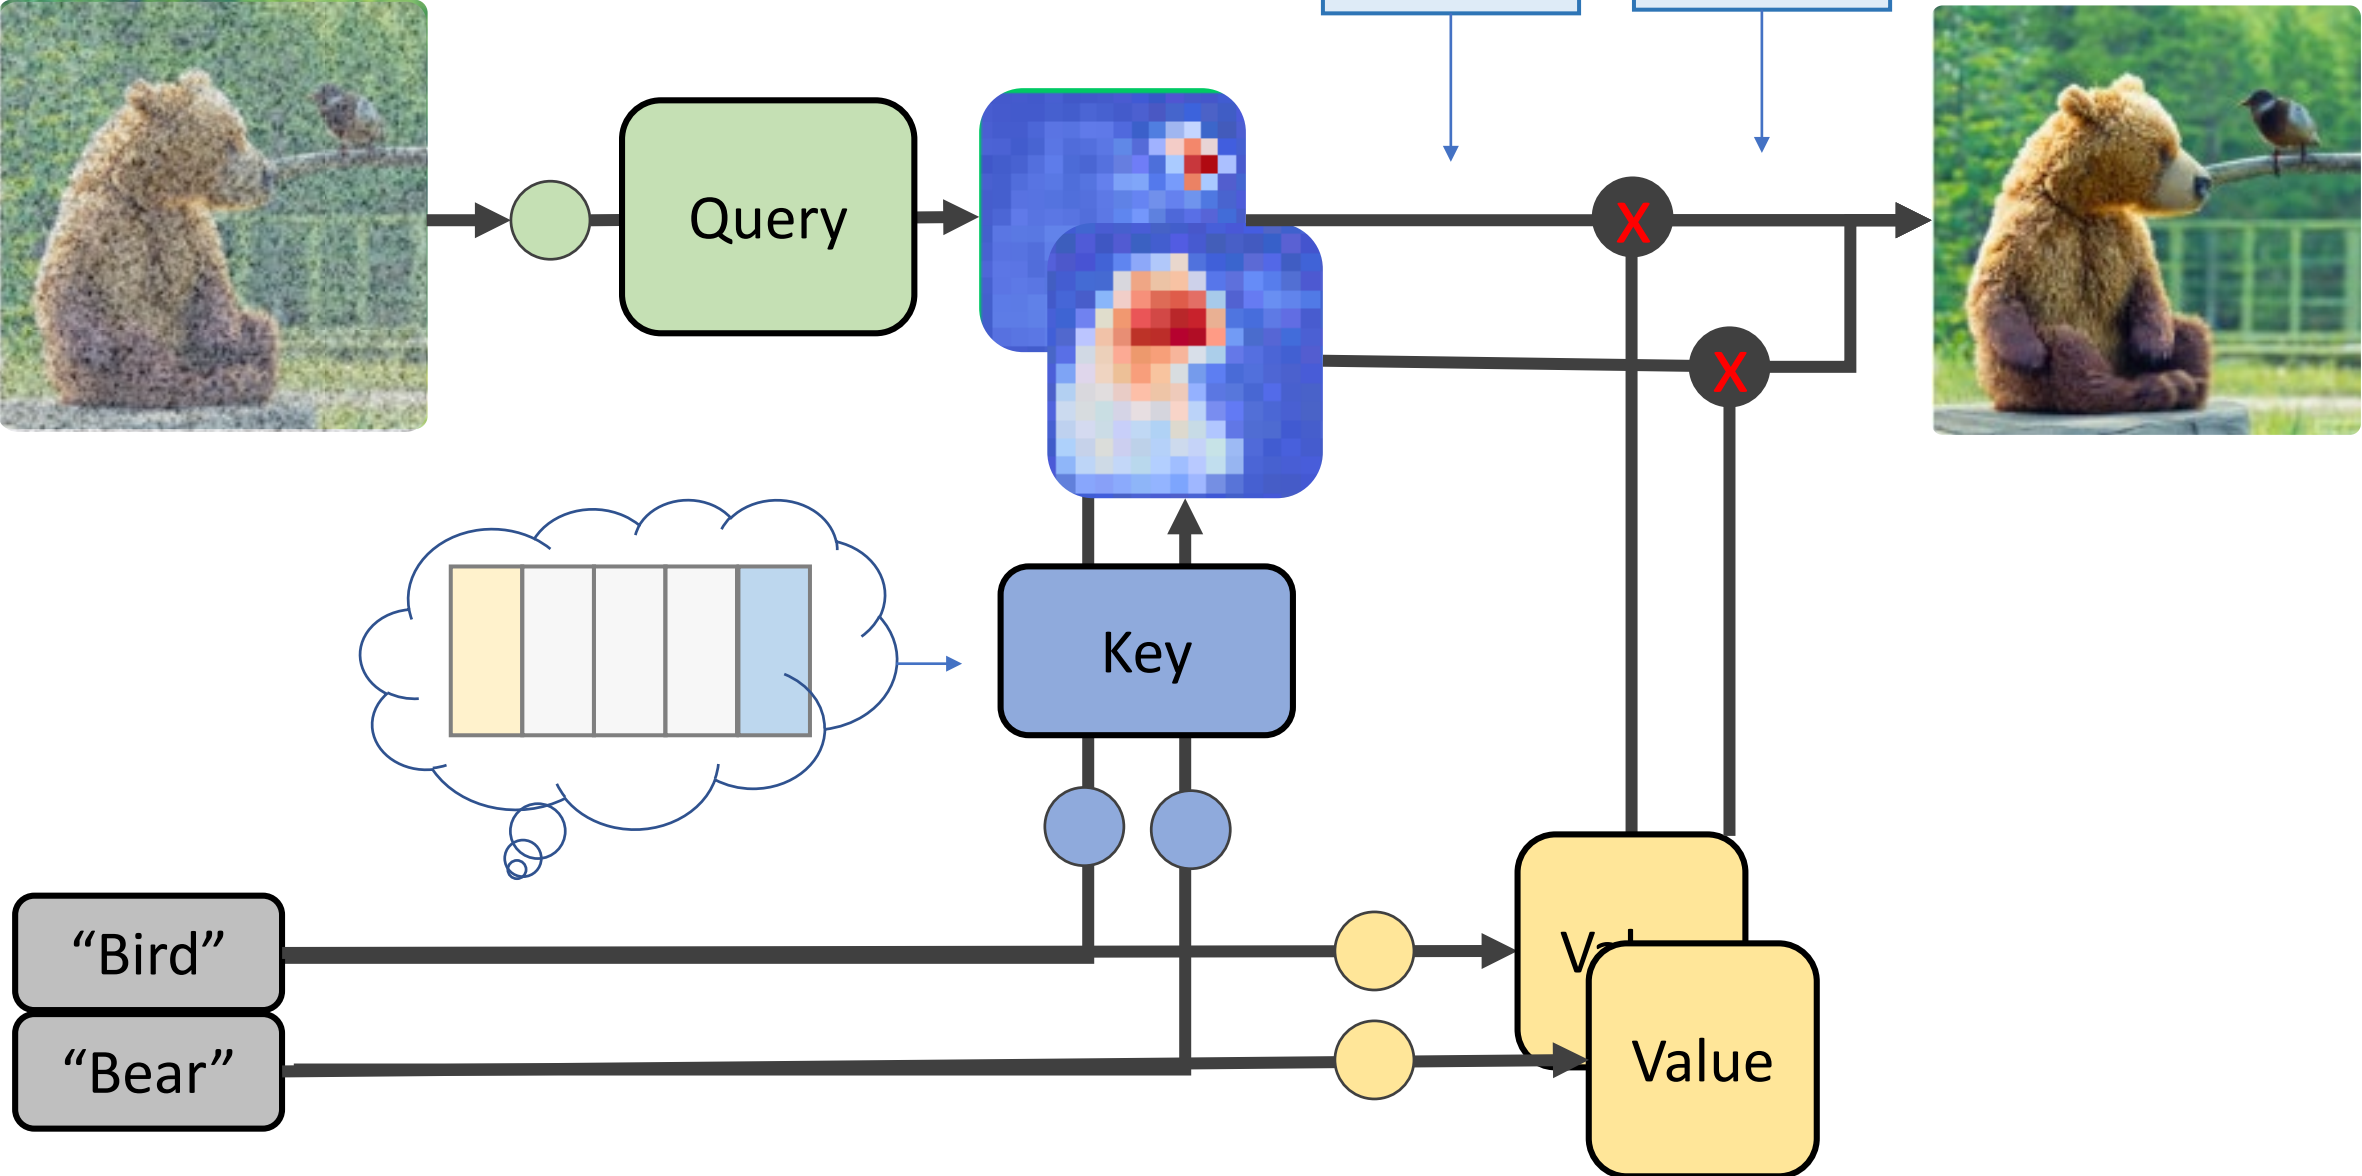 Query
X
X
Key
“Bird”
“Bear”
Value